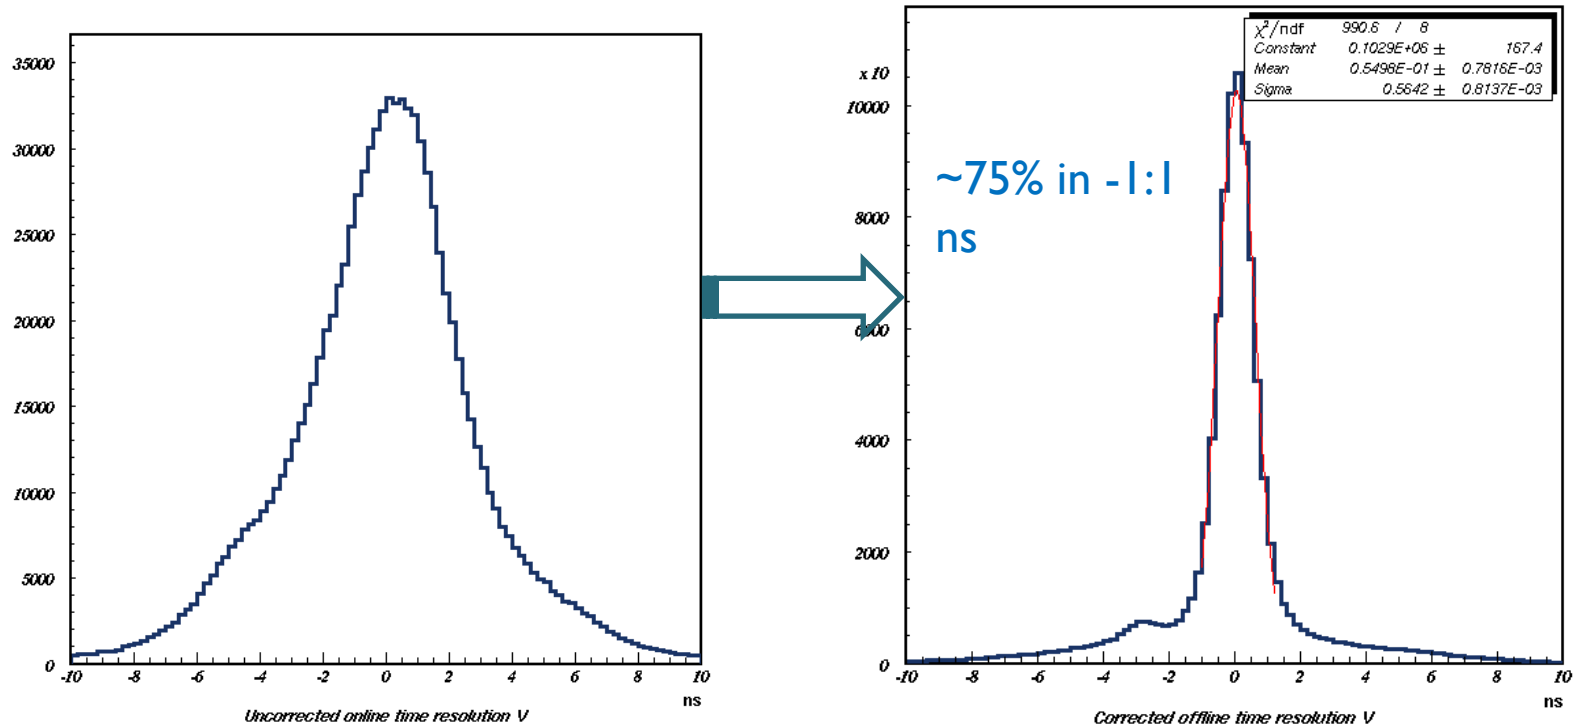 35000
30000
25000
20000
15000
10000
5000
0
-10 -8 -6 -4 -2 0 2 4 6 8 10
ns
Uncorrected online time resolution V
χ²/ndf 990.6 / 8
Constant 0.1029E+06 ± 167.4
Mean 0.5498E-01 ± 0.7816E-03
Sigma 0.5642 ± 0.8137E-03
x 10
10000
8000
6000
4000
2000
0
~75% in -1:1
ns
-10 -8 -6 -4 -2 0 2 4 6 8 10
ns
Corrected offline time resolution V